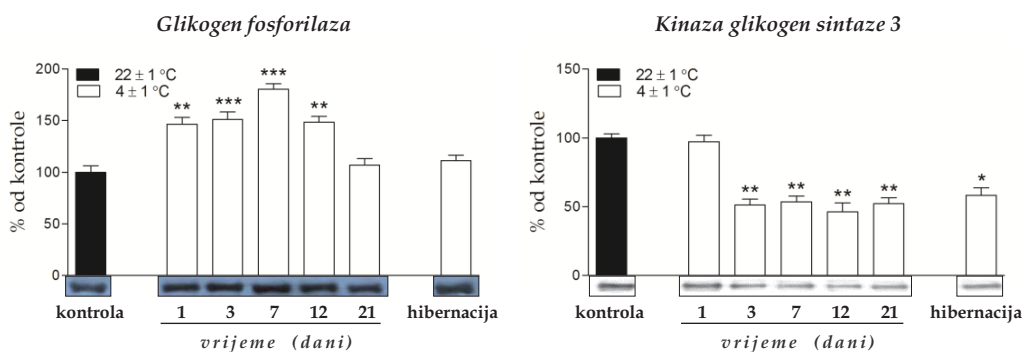 Glikogen fosforilaza
% od kontrole
200
150
100
50
0
22 ± 1 °C
4 ± 1 °C
**
***
***
**
kontrola
1 3 7 12 21
hibernacija
vrijeme (dani)
Kinaza glikogen sintaze 3
% od kontrole
150
100
50
0
22 ± 1 °C
4 ± 1 °C
**
**
**
**
*
kontrola
1 3 7 12 21
hibernacija
vrijeme (dani)